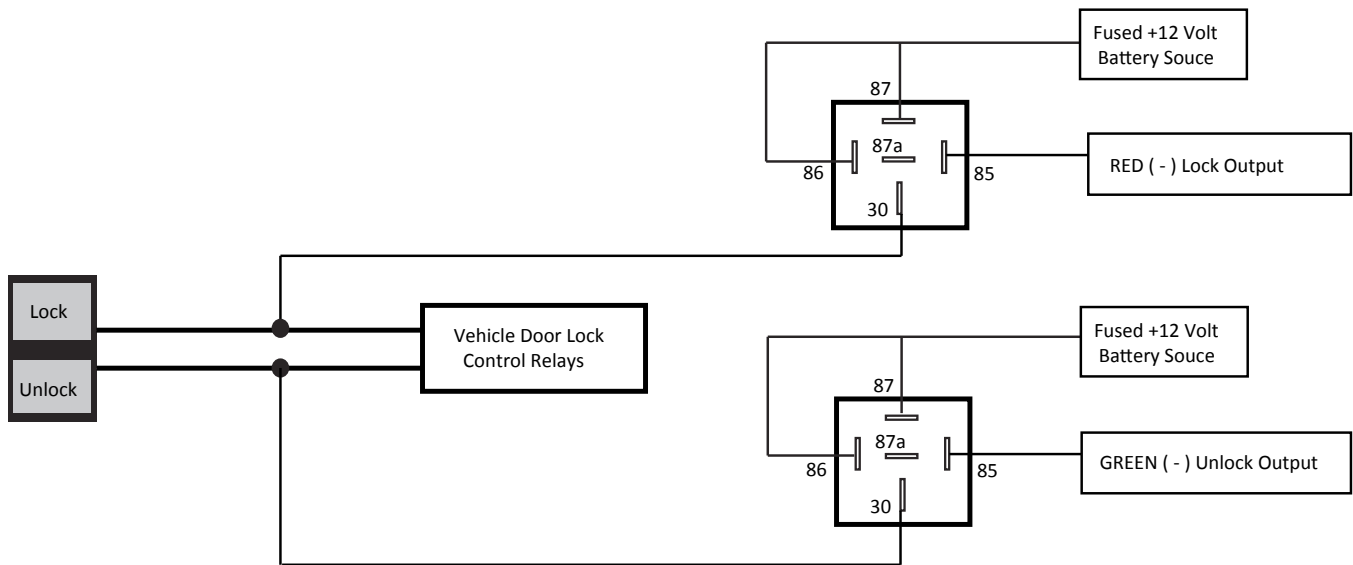 Fused +12 Volt
Battery Souce
87
87a
86
85
RED ( - ) Lock Output
30
Lock
Unlock
Vehicle Door Lock
Control Relays
Fused +12 Volt
Battery Souce
87
87a
86
85
GREEN ( - ) Unlock Output
30